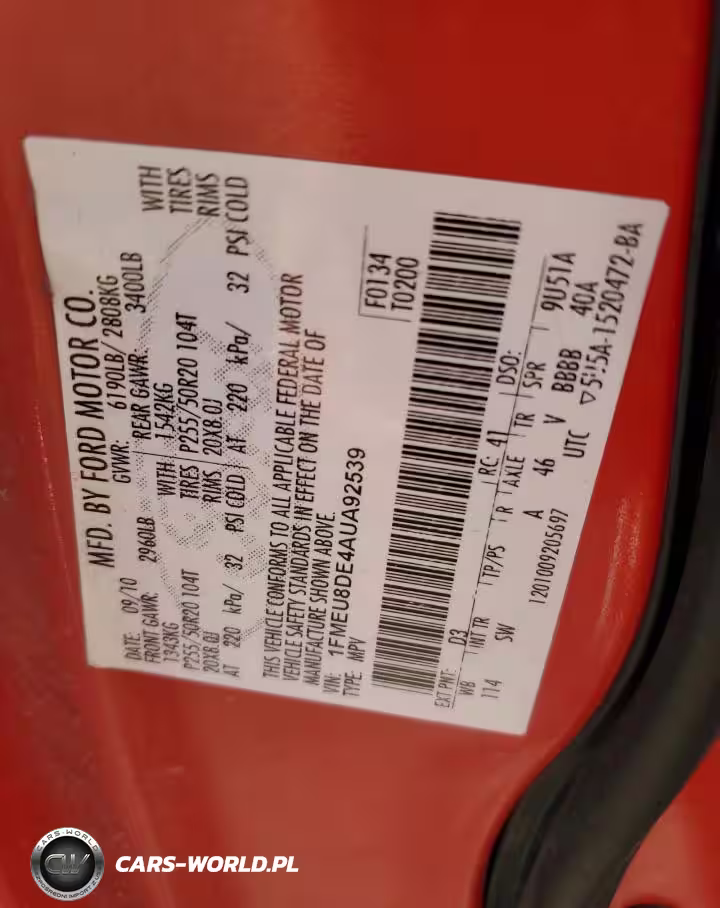 MFD. BY FORD MOTOR CO.
DATE: 09/10 GVWR: 6190LB/ 2808KG
FRONT GAWR: 2960LB REAR GAWR: 3400LB
1343KG WITH 1542KG WITH
P255/50R20 104T TIRES P255/50R20 104T TIRES
20X8.0J RIMS 20X8.0J RIMS
AT 220 kPa/ 32 PSI COLD AT 220 kPa/ 32 PSI COLD
THIS VEHICLE CONFORMS TO ALL APPLICABLE FEDERAL MOTOR
VEHICLE SAFETY STANDARDS IN EFFECT ON THE DATE OF
MANUFACTURE SHOWN ABOVE.
VIN: 1FMEU8DE4AUA92539
TYPE: MPV
F0134
T0200
EXT PNT: D3 RC: 41 DSO:
WB INT TR TP/PS R AXLE TR SPR 9U51A
114 SW A 46 V BBBB 40A
1201009205697 UTC
1520472-BA
CARS-WORLD
CW
CARS-WORLD.PL